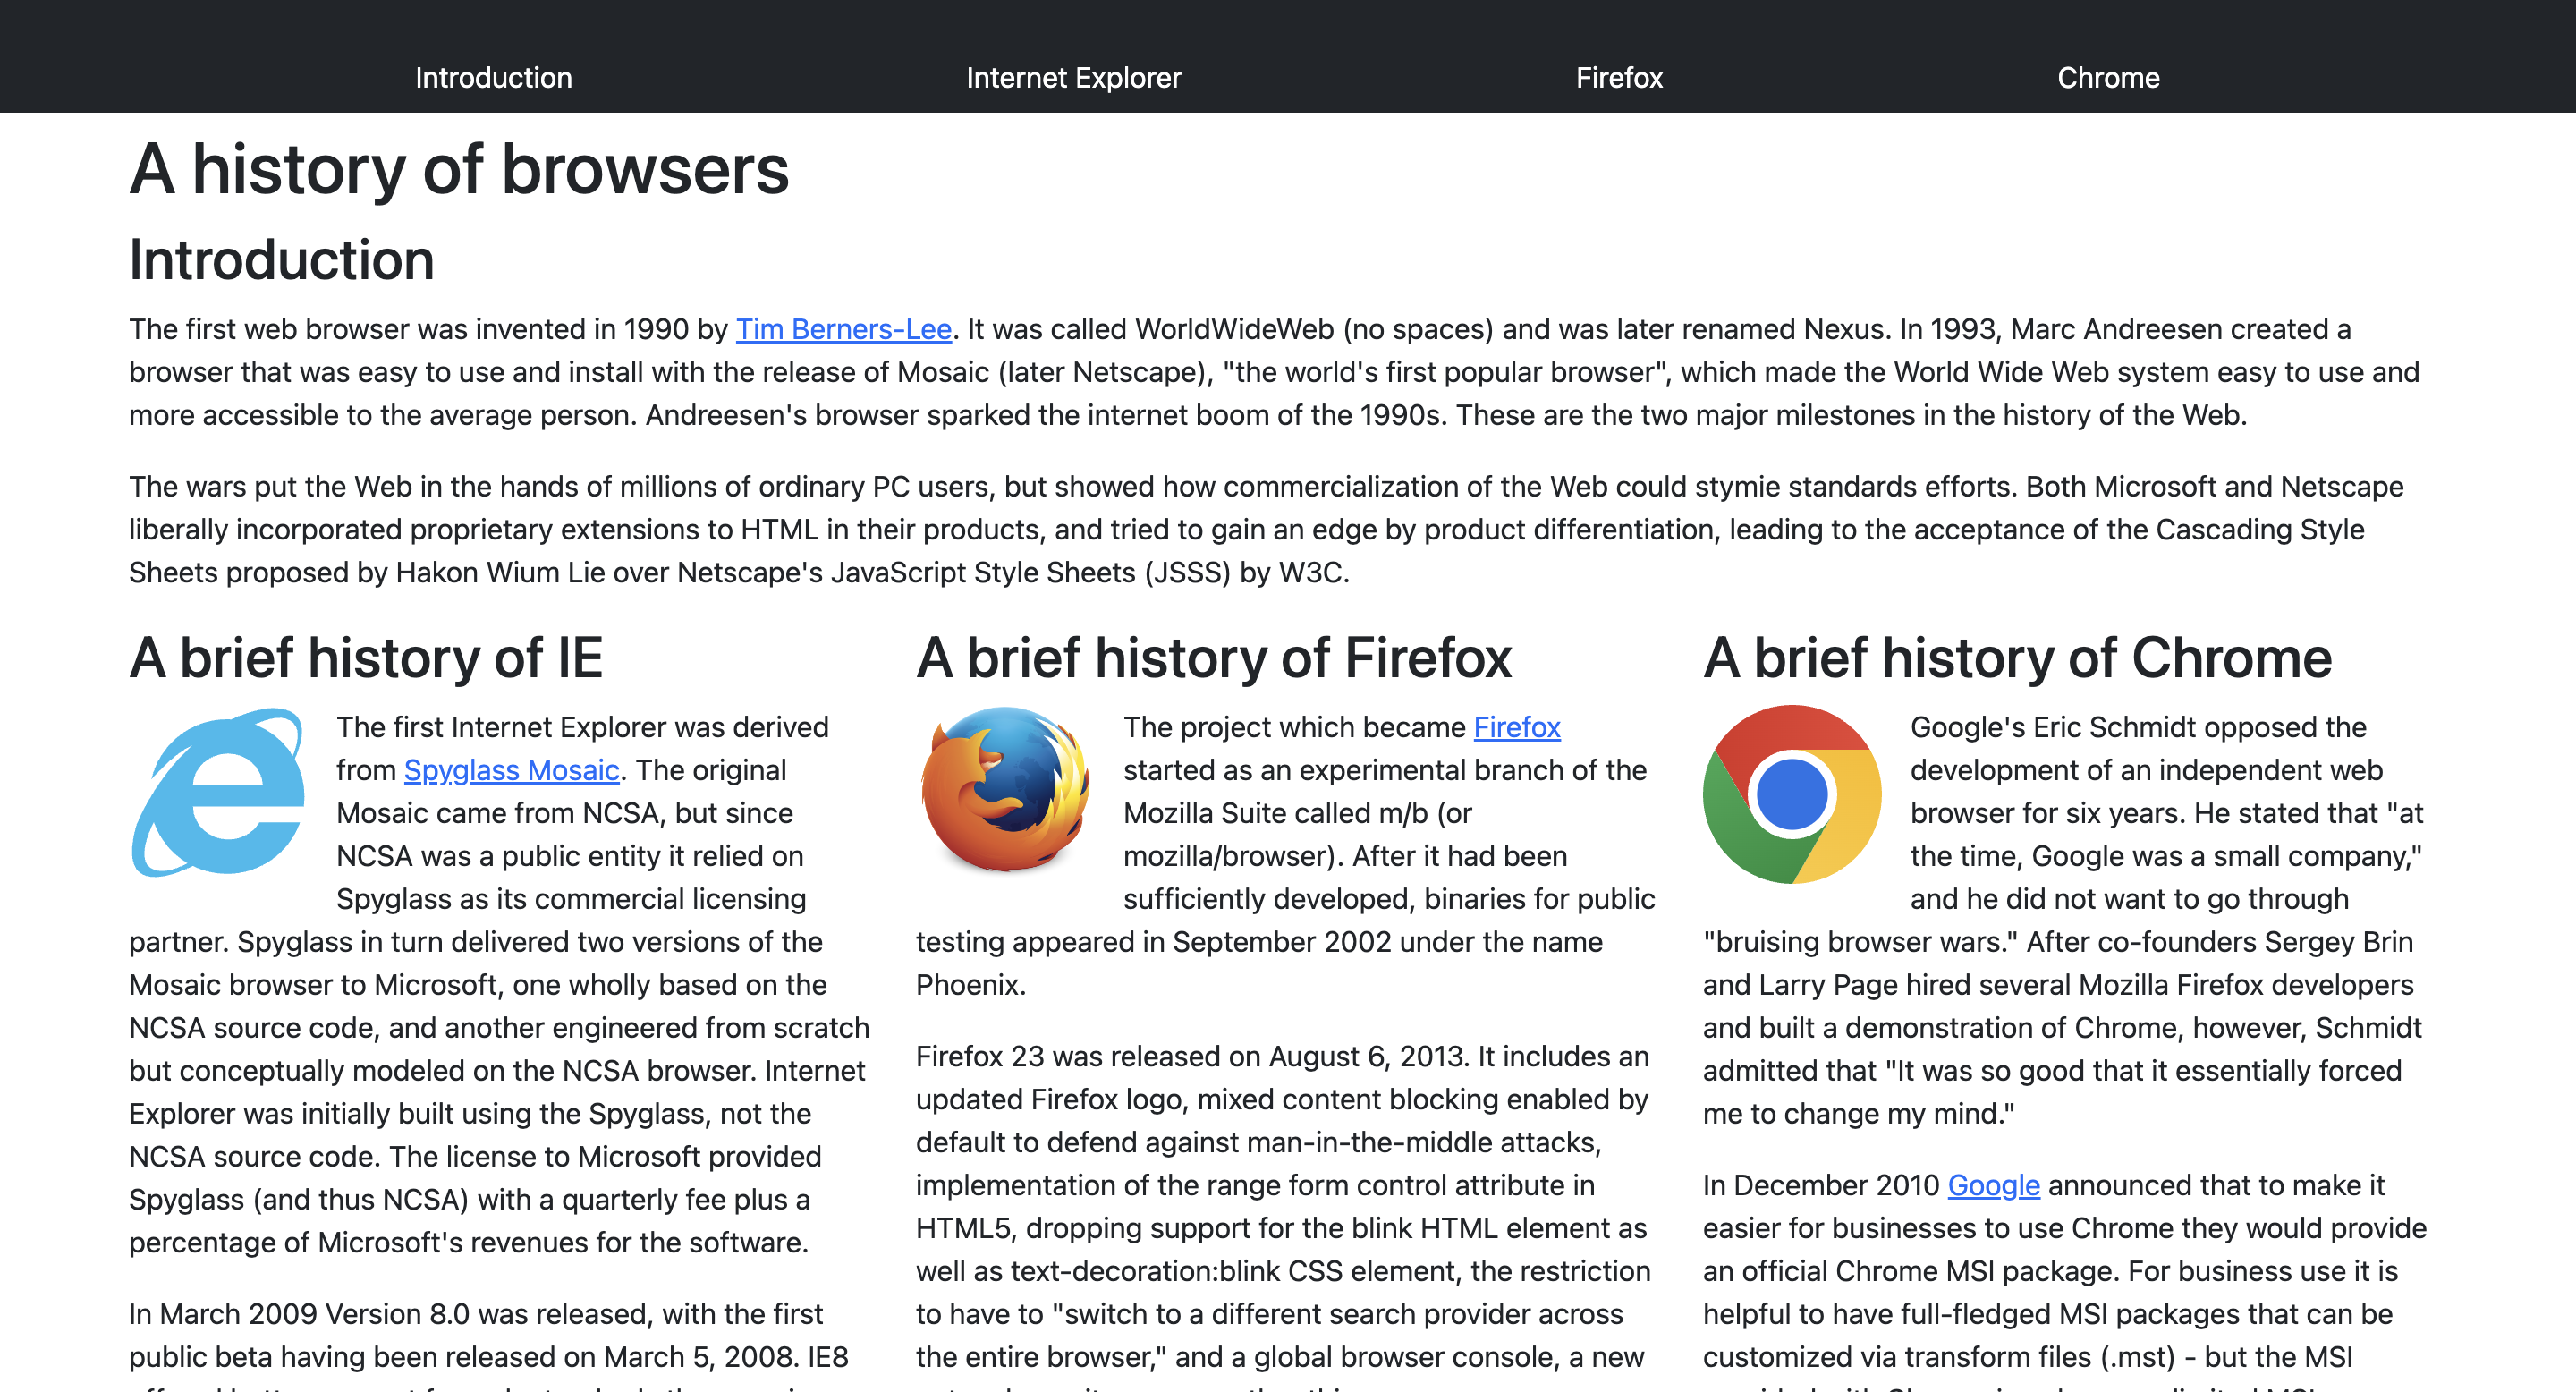 Introduction
Internet Explorer
Firefox
Chrome
A history of browsers
Introduction
The first web browser was invented in 1990 by Tim Berners-Lee. It was called WorldWideWeb (no spaces) and was later renamed Nexus. In 1993, Marc Andreesen created a
browser that was easy to use and install with the release of Mosaic (later Netscape), "the world's first popular browser", which made the World Wide Web system easy to use and
more accessible to the average person. Andreesen's browser sparked the internet boom of the 1990s. These are the two major milestones in the history of the Web.
The wars put the Web in the hands of millions of ordinary PC users, but showed how commercialization of the Web could stymie standards efforts. Both Microsoft and Netscape
liberally incorporated proprietary extensions to HTML in their products, and tried to gain an edge by product differentiation, leading to the acceptance of the Cascading Style
Sheets proposed by Hakon Wium Lie over Netscape's JavaScript Style Sheets (JSSS) by W3C.
A brief history of IE
The first Internet Explorer was derived
from Spyglass Mosaic. The original
Mosaic came from NCSA, but since
NCSA was a public entity it relied on
Spyglass as its commercial licensing
partner. Spyglass in turn delivered two versions of the
Mosaic browser to Microsoft, one wholly based on the
NCSA source code, and another engineered from scratch
but conceptually modeled on the NCSA browser. Internet
Explorer was initially built using the Spyglass, not the
NCSA source code. The license to Microsoft provided
Spyglass (and thus NCSA) with a quarterly fee plus a
percentage of Microsoft's revenues for the software.
In March 2009 Version 8.0 was released, with the first
public beta having been released on March 5, 2008. IE8
A brief history of Firefox
The project which became Firefox
started as an experimental branch of the
Mozilla Suite called m/b (or
mozilla/browser). After it had been
sufficiently developed, binaries for public
testing appeared in September 2002 under the name
Phoenix.
Firefox 23 was released on August 6, 2013. It includes an
updated Firefox logo, mixed content blocking enabled by
default to defend against man-in-the-middle attacks,
implementation of the range form control attribute in
HTML5, dropping support for the blink HTML element as
well as text-decoration:blink CSS element, the restriction
to have to "switch to a different search provider across
the entire browser," and a global browser console, a new
A brief history of Chrome
Google's Eric Schmidt opposed the
development of an independent web
browser for six years. He stated that "at
the time, Google was a small company,"
and he did not want to go through
"bruising browser wars." After co-founders Sergey Brin
and Larry Page hired several Mozilla Firefox developers
and built a demonstration of Chrome, however, Schmidt
admitted that "It was so good that it essentially forced
me to change my mind."
In December 2010 Google announced that to make it
easier for businesses to use Chrome they would provide
an official Chrome MSI package. For business use it is
helpful to have full-fledged MSI packages that can be
customized via transform files (.mst) - but the MSI